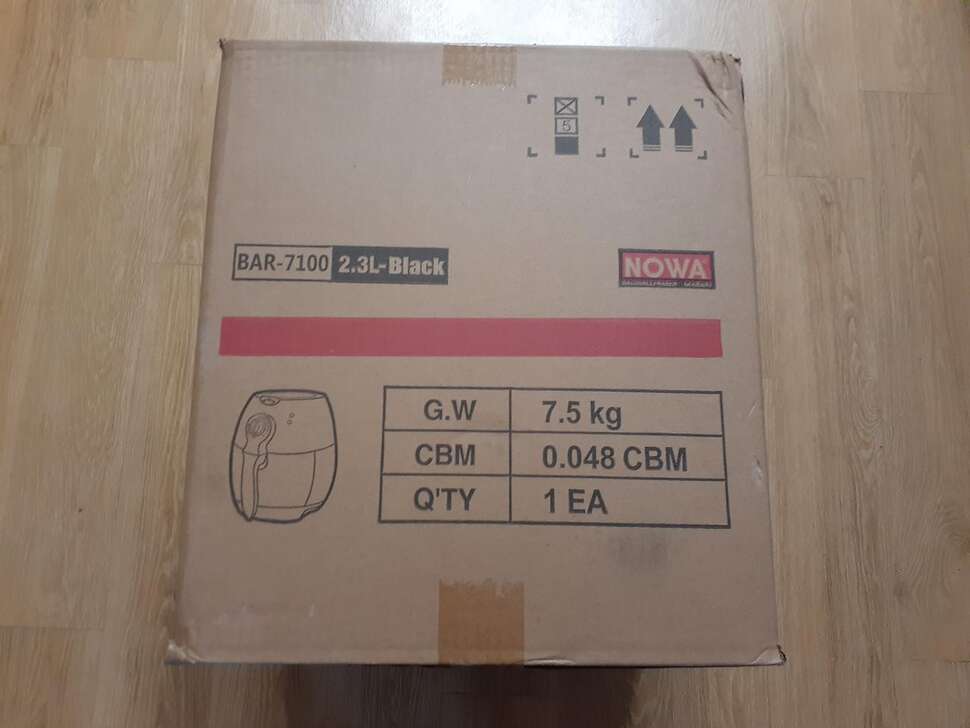 5
BAR-7100 2.3L-Black
NOWA
G.W 7.5 kg
CBM 0.048 CBM
Q'TY 1 EA